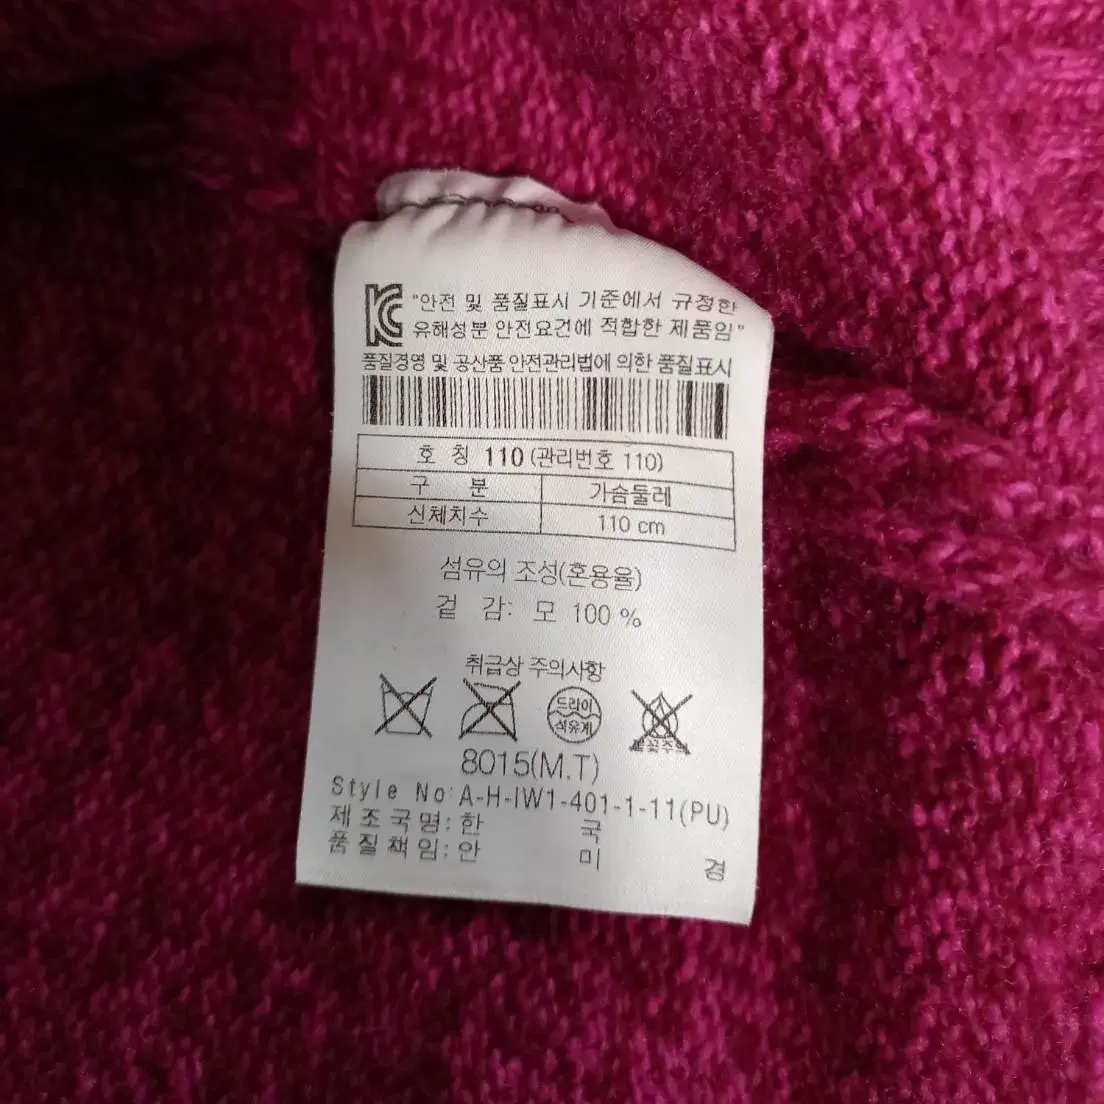 "안전 및 품질표시 기준에서 규정한
유해성분 안전요건에 적합한 제품임"
품질경영 및 공산품 안전관리법에 의한 품질표시
호 칭 110 (관리번호 110)
구 분 가슴둘레
신체치수 110 cm
섬유의 조성(혼용율)
겉 감: 모 100 %
취급상 주의사항
드라이
석유계
불꽃주의
8015(M.T)
Style No: A-H-IW1-401-1-11(PU)
제조국명: 한 국
품질책임: 안 미 경